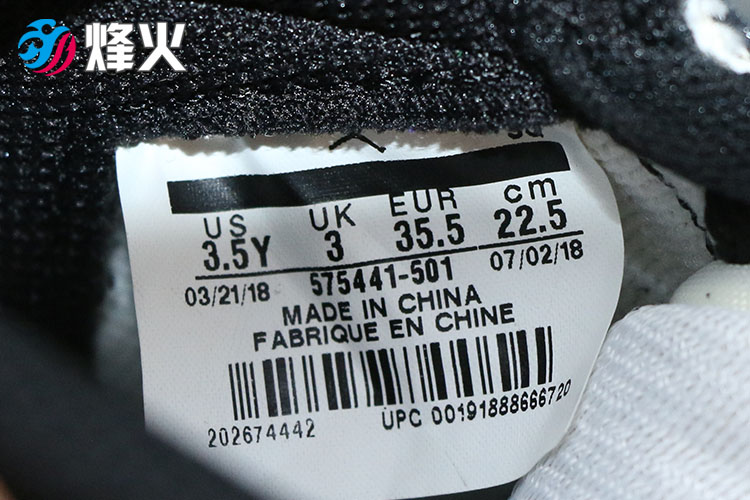 烽火
US UK EUR cm
3.5Y 3 35.5 22.5
03/21/18 575441-501 07/02/18
MADE IN CHINA
FABRIQUE EN CHINE
202674442 UPC 00191888666720